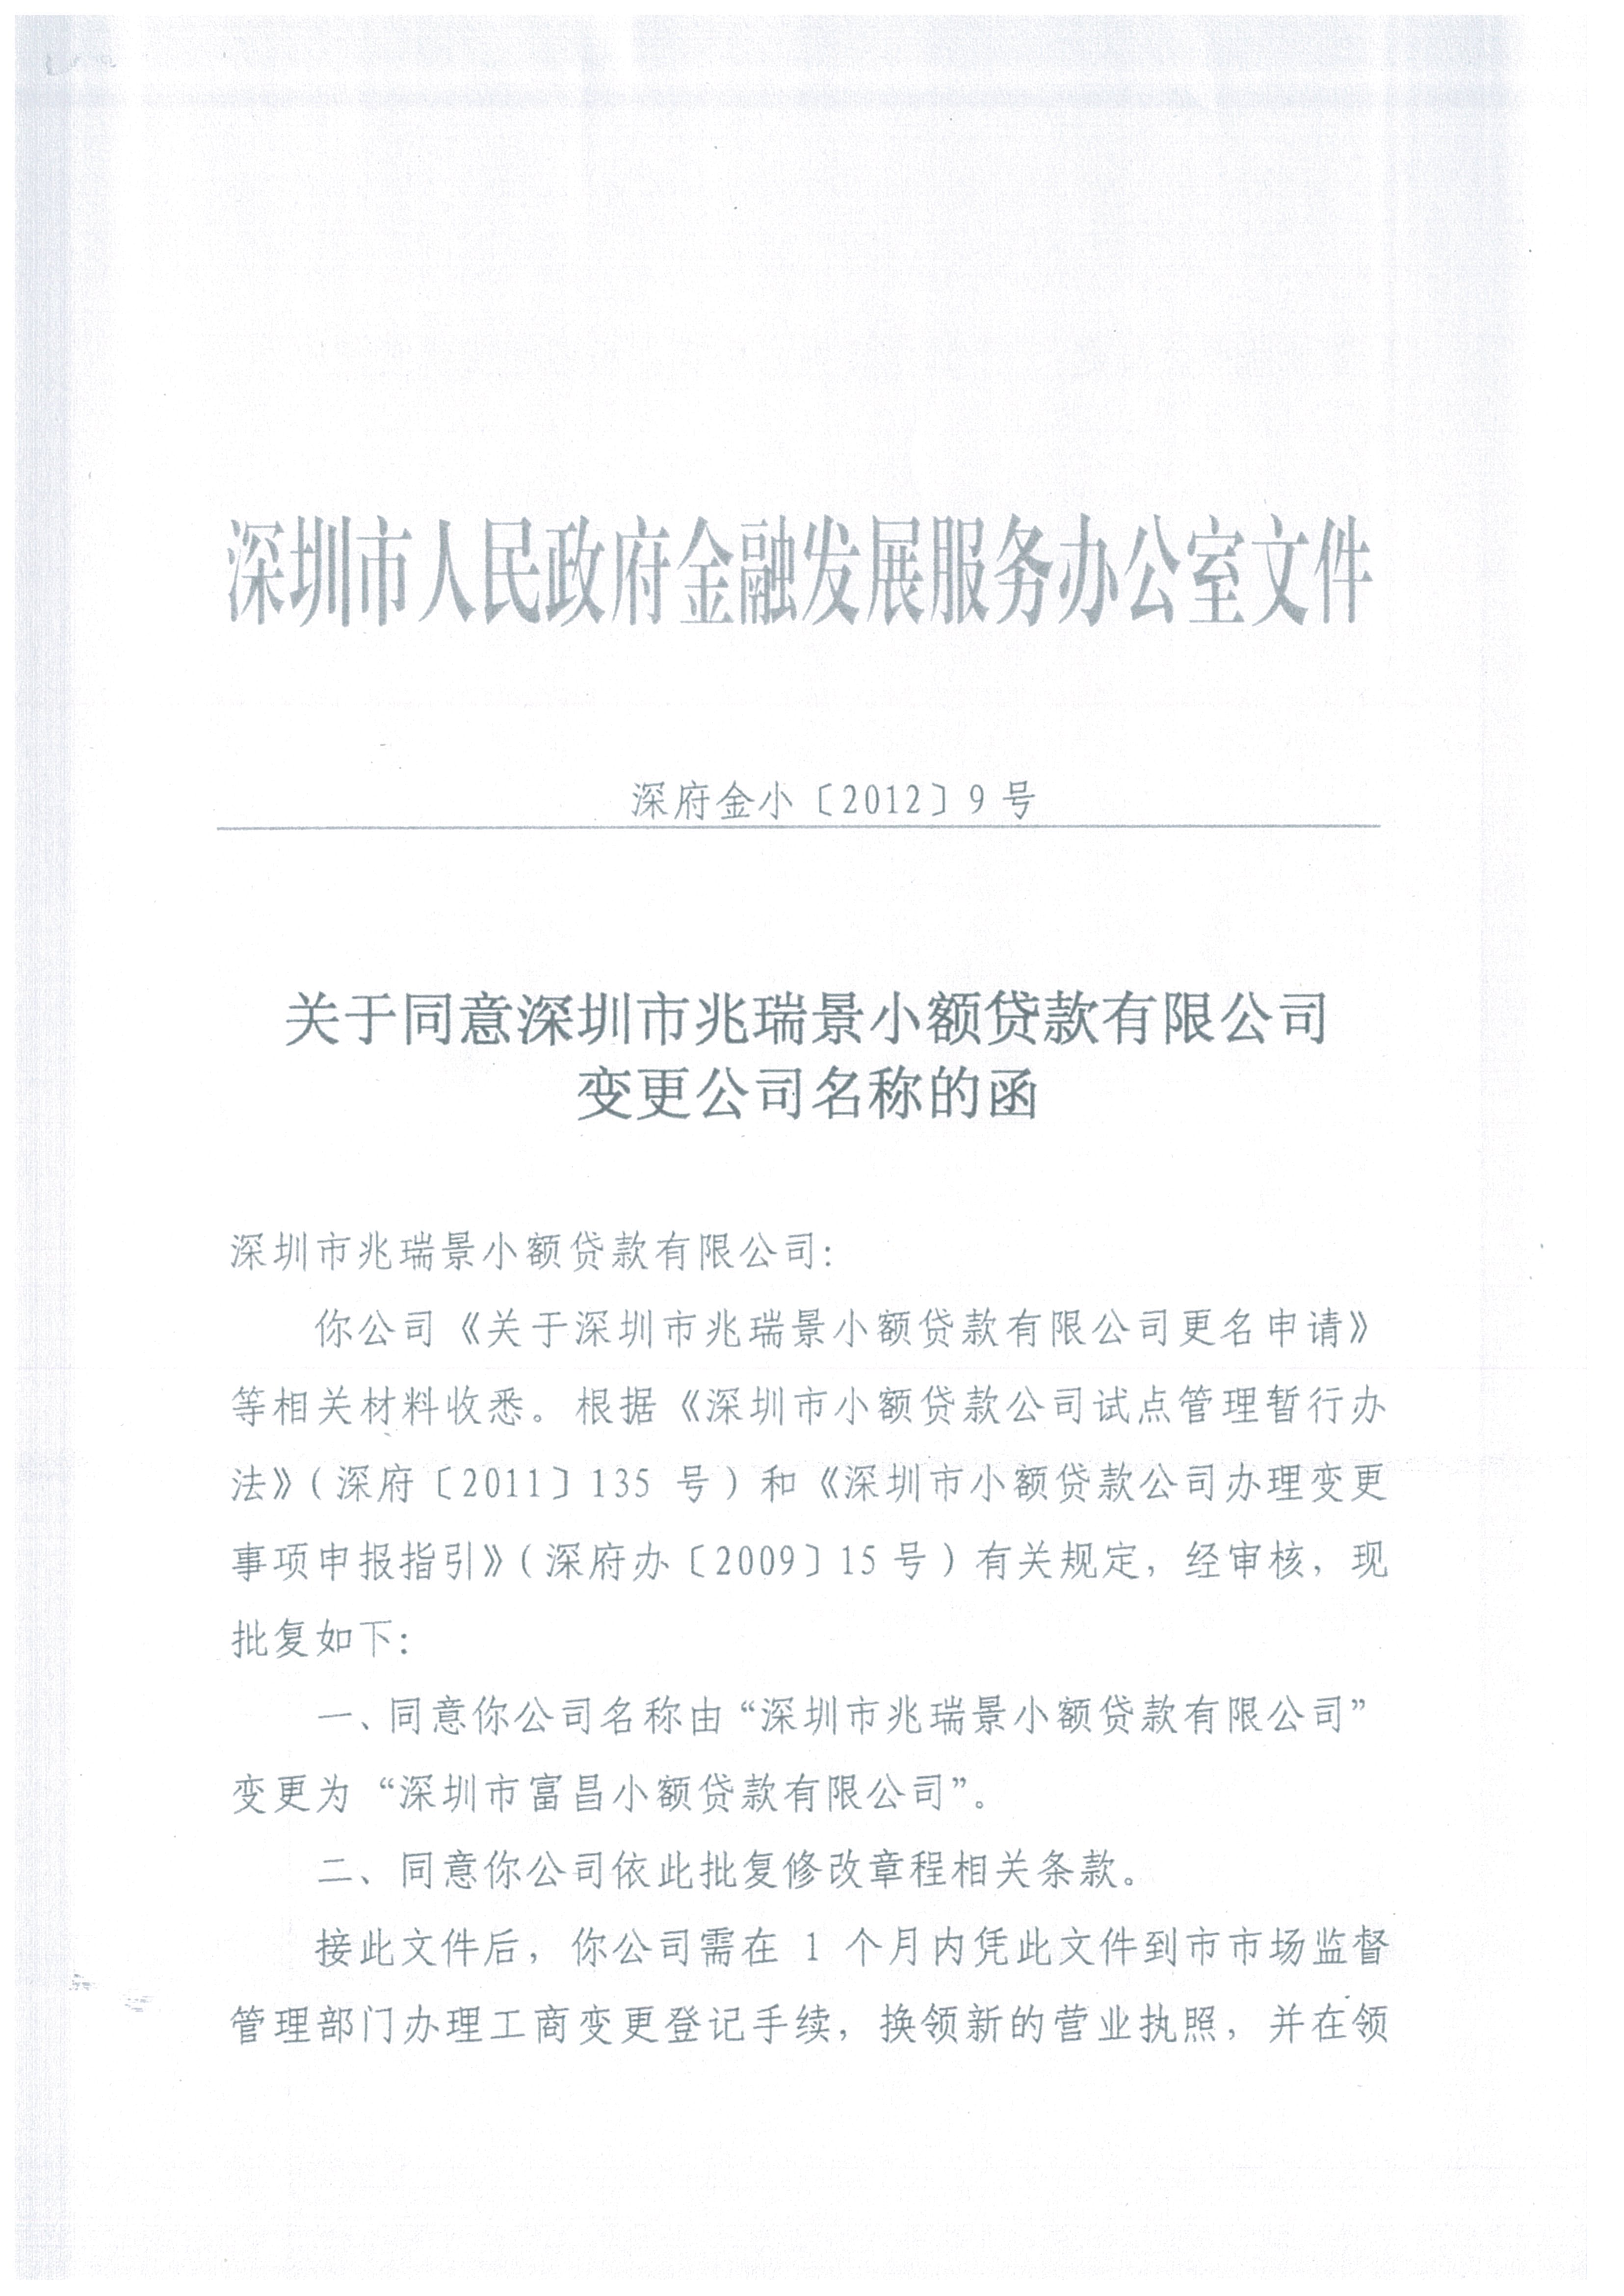 深圳市人民政府金融发展服务办公室文件
深府金小〔2012〕9号
关于同意深圳市兆瑞景小额贷款有限公司
变更公司名称的函
深圳市兆瑞景小额贷款有限公司：
你公司《关于深圳市兆瑞景小额贷款有限公司更名申请》
等相关材料收悉。根据《深圳市小额贷款公司试点管理暂行办
法》（深府〔2011〕135 号）和《深圳市小额贷款公司办理变更
事项申报指引》（深府办〔2009〕15号）有关规定，经审核，现
批复如下：
一、同意你公司名称由“深圳市兆瑞景小额贷款有限公司”
变更为“深圳市富昌小额贷款有限公司”。
二、同意你公司依此批复修改章程相关条款。
接此文件后，你公司需在 1 个月内凭此文件到市市场监督
管理部门办理工商变更登记手续，换领新的营业执照，并在领